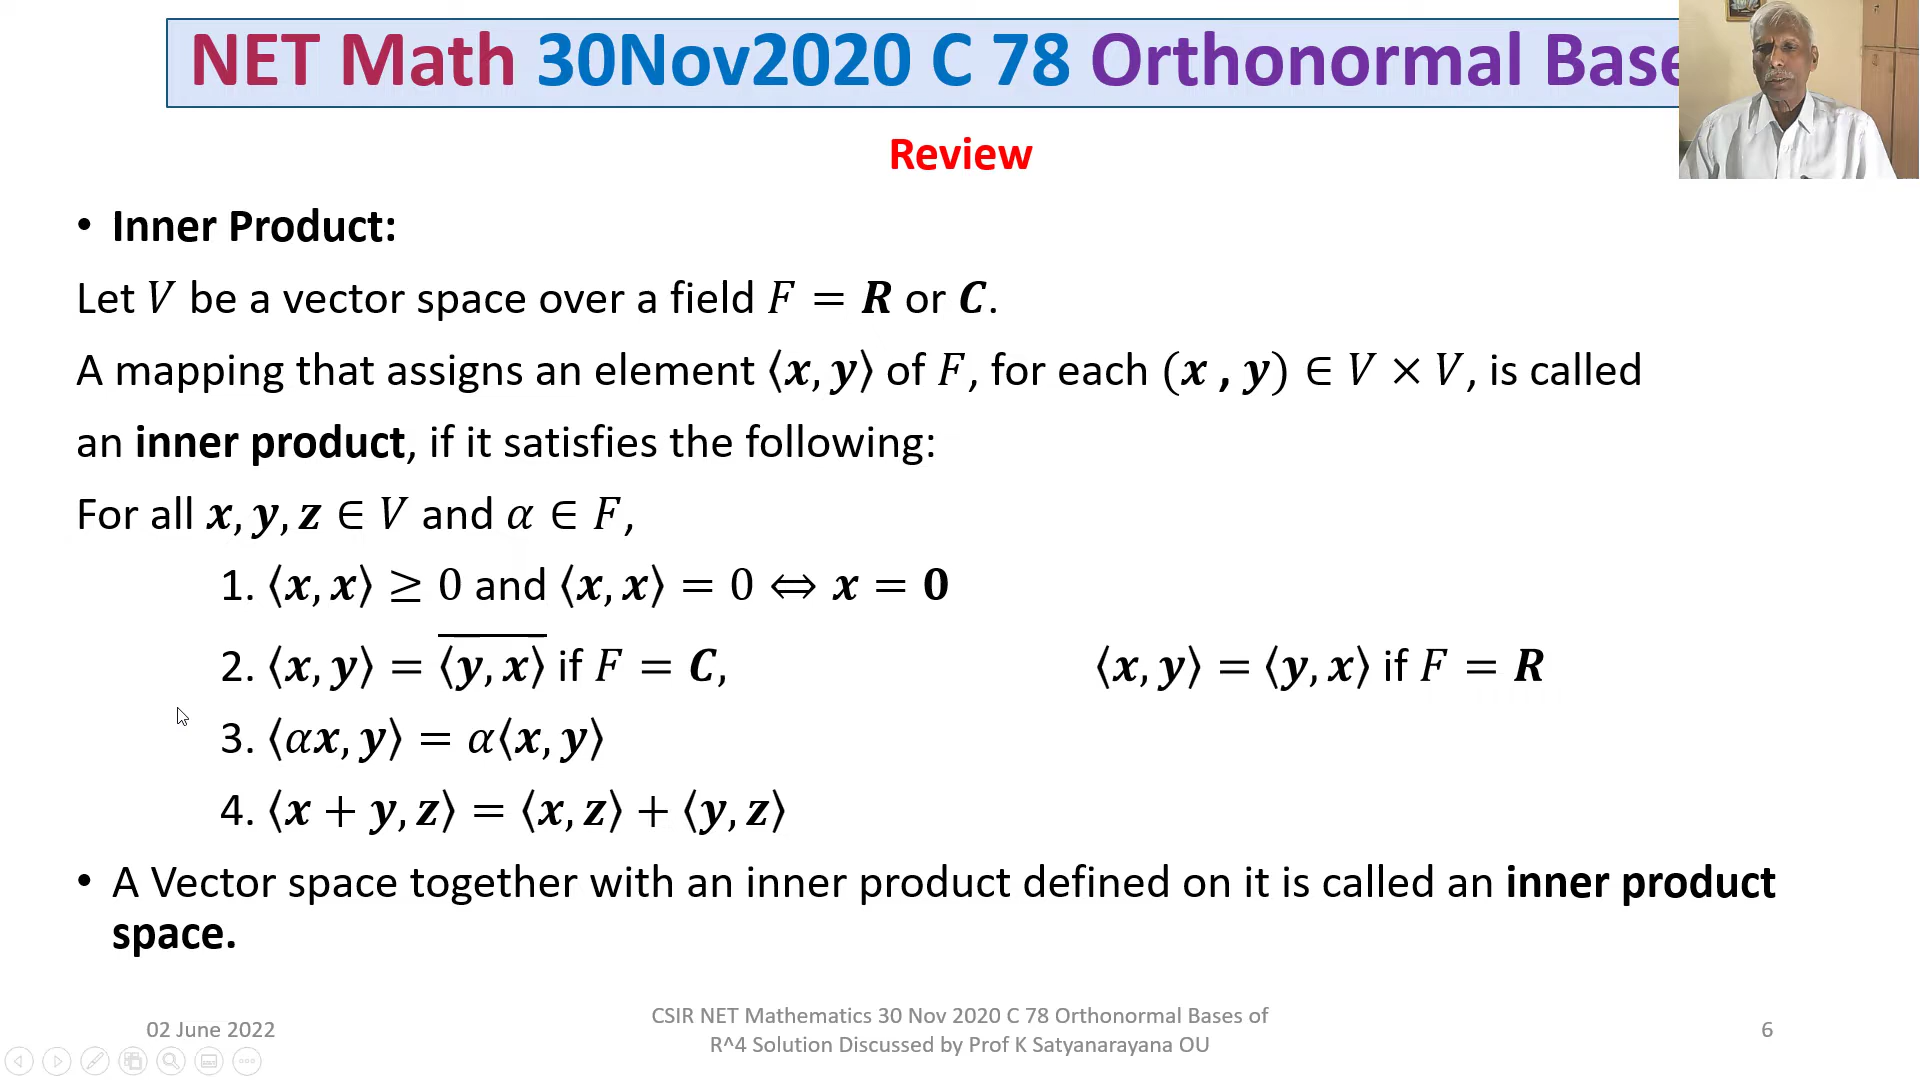 NET Math 30Nov2020 C 78 Orthonormal Base
Review
• Inner Product:
Let V be a vector space over a field F = R or C.
A mapping that assigns an element ⟨x, y⟩ of F, for each (x , y) ∈ V × V, is called
an inner product, if it satisfies the following:
For all x, y, z ∈ V and α ∈ F,
1. ⟨x, x⟩ ≥ 0 and ⟨x, x⟩ = 0 ⇔ x = 0
2. ⟨x, y⟩ = \overline{⟨y, x⟩} if F = C, ⟨x, y⟩ = ⟨y, x⟩ if F = R
3. ⟨αx, y⟩ = α⟨x, y⟩
4. ⟨x + y, z⟩ = ⟨x, z⟩ + ⟨y, z⟩
• A Vector space together with an inner product defined on it is called an inner product
space.
02 June 2022
CSIR NET Mathematics 30 Nov 2020 C 78 Orthonormal Bases of
R^4 Solution Discussed by Prof K Satyanarayana OU
6